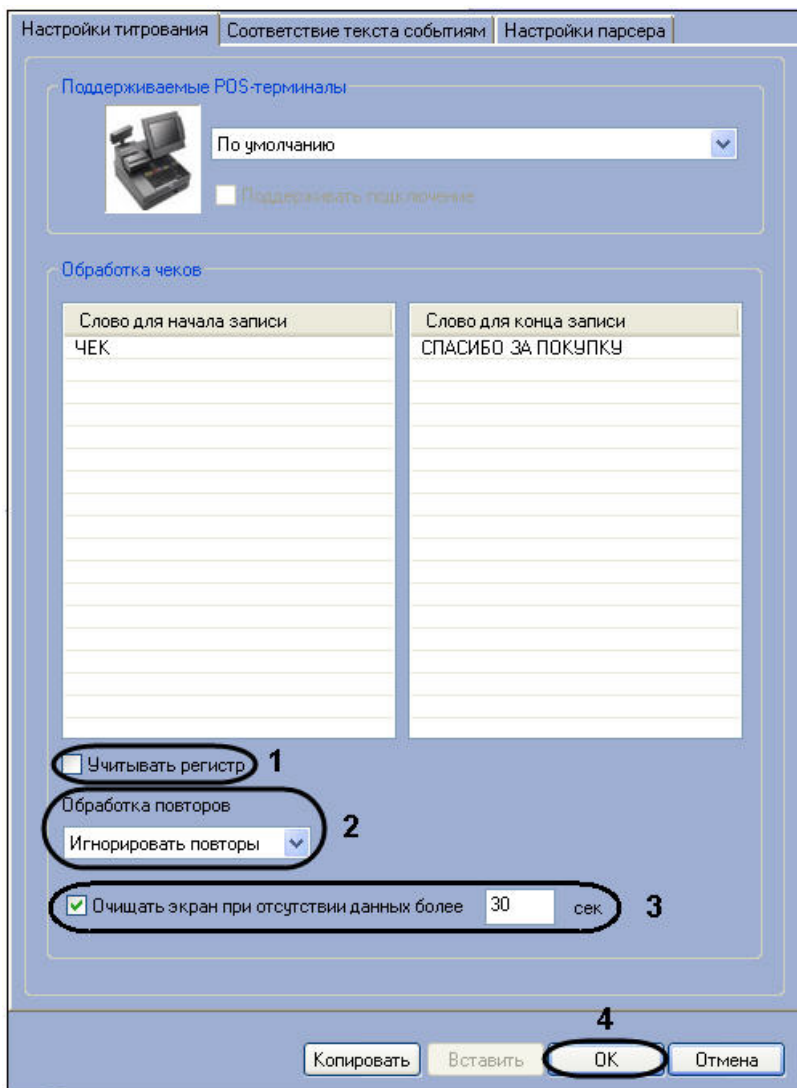 Настройки титрования Соответствие текста событиям Настройки парсера
Поддерживаемые POS-терминалы
По умолчанию
Поддерживать подключение
Обработка чеков
Слово для начала записи Слово для конца записи
ЧЕК СПАСИБО ЗА ПОКУПКУ
Учитывать регистр 1
Обработка повторов
Игнорировать повторы 2
Очищать экран при отсутствии данных более 30 сек 3
4
Копировать Вставить OK Отмена